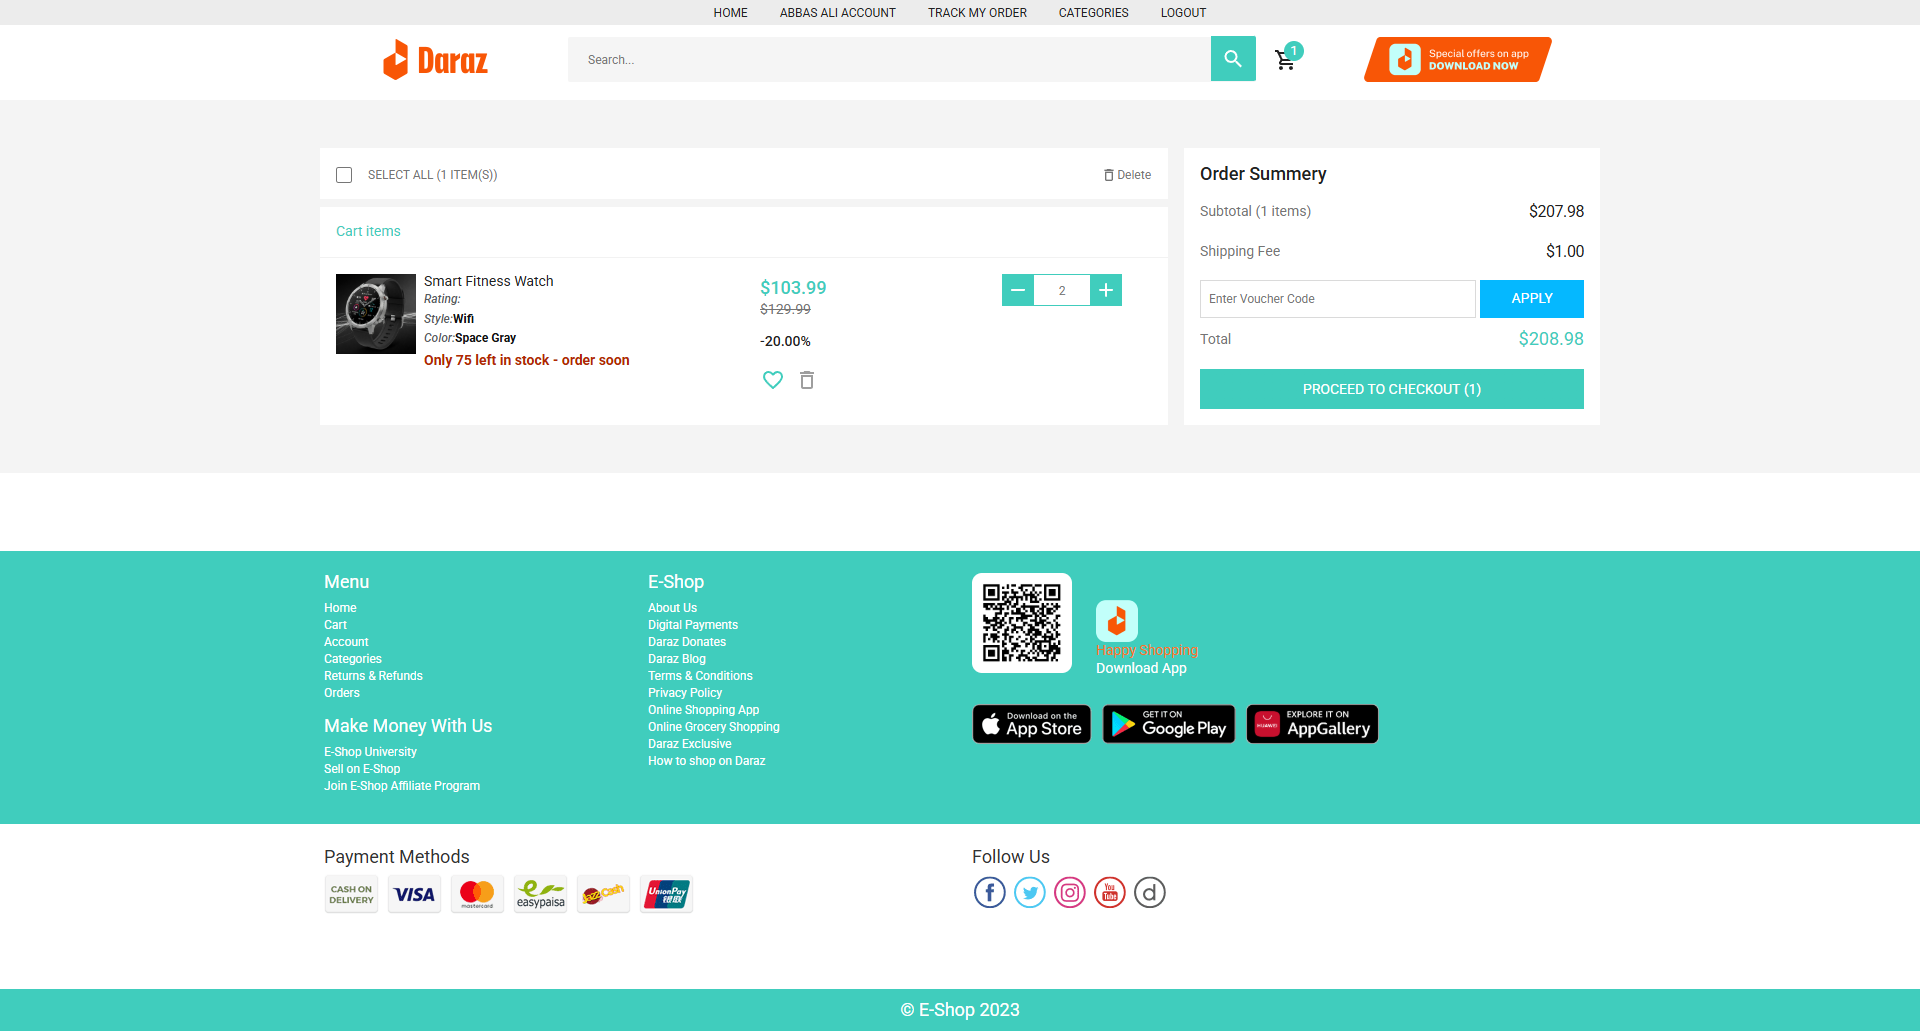 HOME ABBAS ALI ACCOUNT TRACK MY ORDER CATEGORIES LOGOUT
Daraz
Search...
1
Special offers on app
DOWNLOAD NOW
SELECT ALL (1 ITEM(S))
Delete
Cart items
Smart Fitness Watch
Rating:
Style:Wifi
Color:Space Gray
Only 75 left in stock - order soon
$103.99
$129.99
-20.00%
2
Order Summery
Subtotal (1 items) $207.98
Shipping Fee $1.00
Enter Voucher Code APPLY
Total $208.98
PROCEED TO CHECKOUT (1)
Menu
Home
Cart
Account
Categories
Returns & Refunds
Orders
Make Money With Us
E-Shop University
Sell on E-Shop
Join E-Shop Affiliate Program
E-Shop
About Us
Digital Payments
Daraz Donates
Daraz Blog
Terms & Conditions
Privacy Policy
Online Shopping App
Online Grocery Shopping
Daraz Exclusive
How to shop on Daraz
Happy Shopping
Download App
Download on the
App Store
GET IT ON
Google Play
HUAWEI
EXPLORE IT ON
AppGallery
Payment Methods
CASH ON
DELIVERY
VISA
mastercard
easypaisa
JazzCash
UnionPay
银联
Follow Us
f
You
Tube
d
© E-Shop 2023